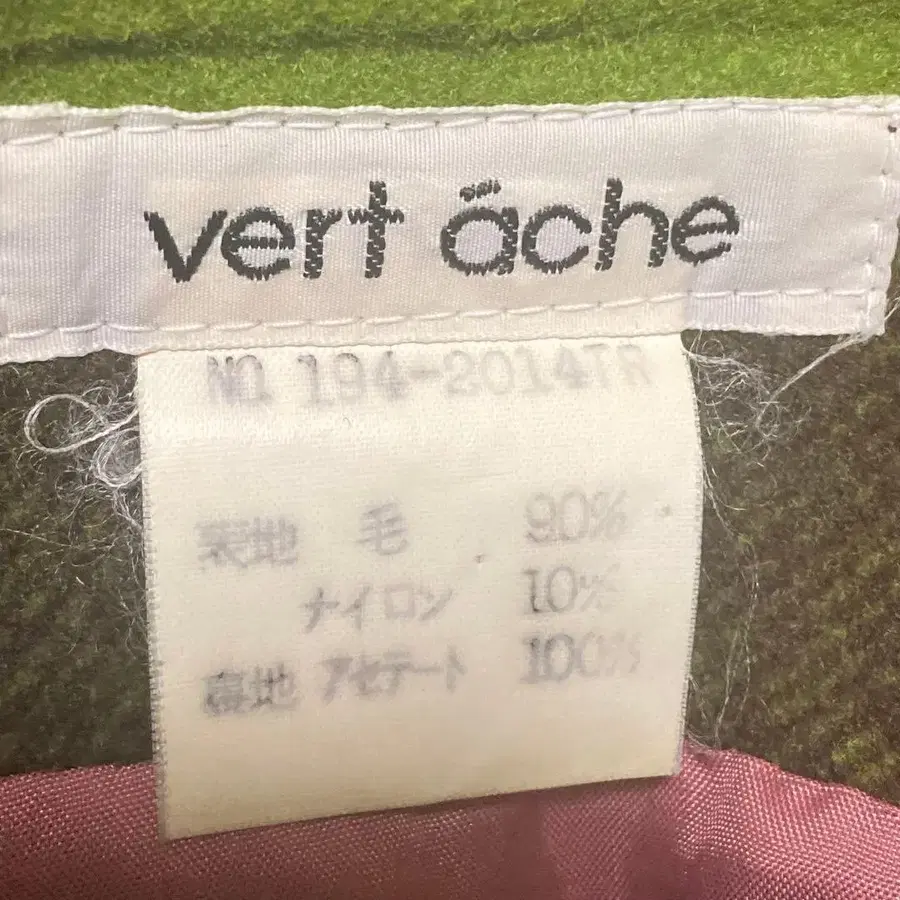 vert āche
NO 194-2014TR
表地 毛 90%
ナイロン 10%
裏地 アセテート 100%